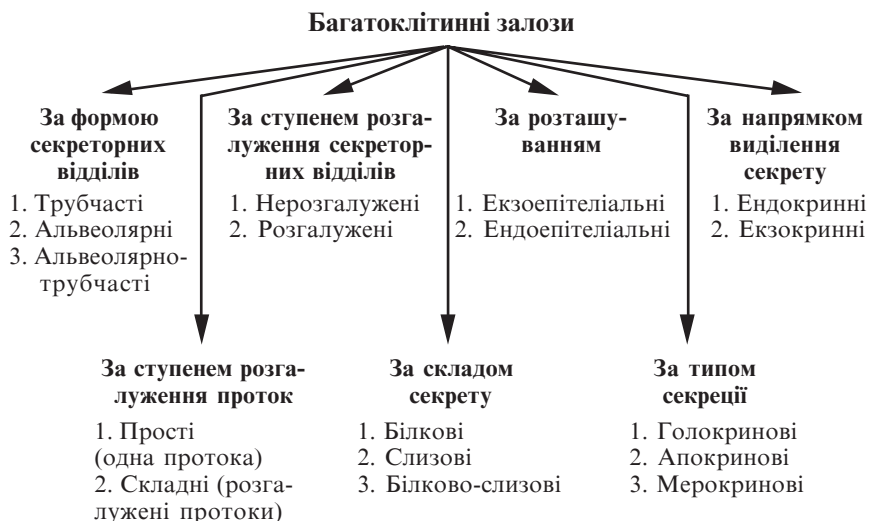 Багатоклітинні залози
За формою
секреторних
відділів
1. Трубчасті
2. Альвеолярні
3. Альвеолярно-
трубчасті
За ступенем розга-
луження секретор-
них відділів
1. Нерозгалужені
2. Розгалужені
За розташу-
ванням
1. Екзоепітеліальні
2. Ендоепітеліальні
За напрямком
виділення
секрету
1. Ендокринні
2. Екзокринні
За ступенем розга-
луження проток
1. Прості
(одна протока)
2. Складні (розга-
лужені протоки)
За складом
секрету
1. Білкові
2. Слизові
3. Білково-слизові
За типом
секреції
1. Голокринові
2. Апокринові
3. Мерокринові